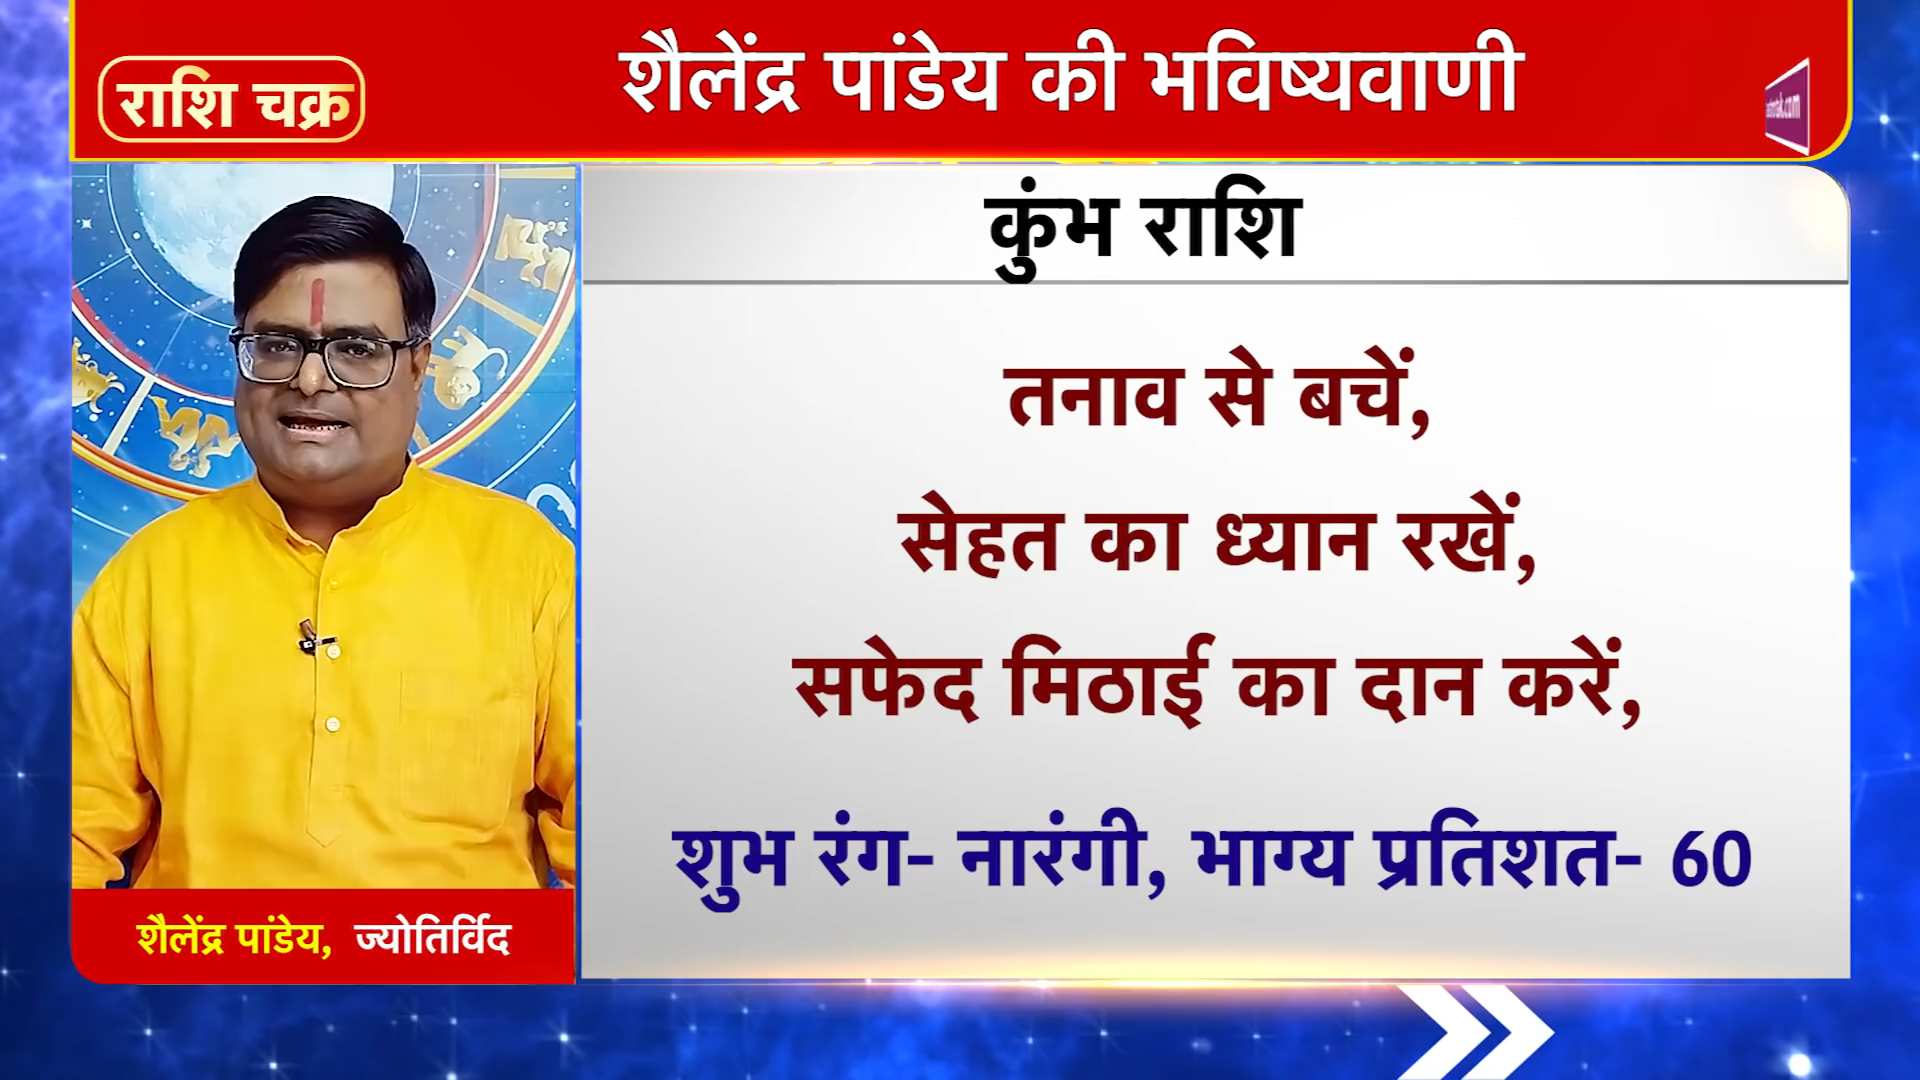 राशि चक्र
शैलेंद्र पांडेय की भविष्यवाणी
कुंभ राशि
तनाव से बचें,
सेहत का ध्यान रखें,
सफेद मिठाई का दान करें,
शुभ रंग- नारंगी, भाग्य प्रतिशत- 60
शैलेंद्र पांडेय, ज्योतिर्विद